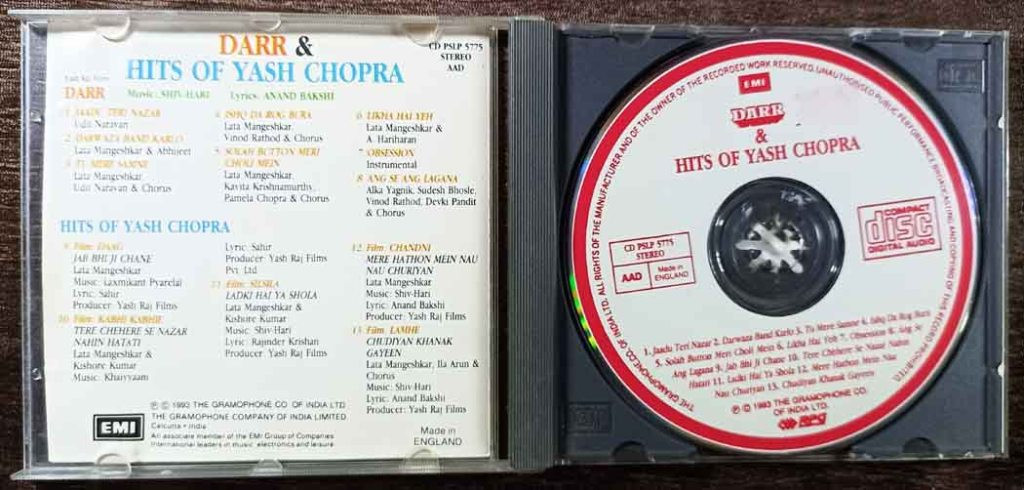 DARR &
HITS OF YASH CHOPRA
CD PSLP 5775
STEREO
AAD
DARR Music: SHIV-HARI Lyrics: ANAND BAKSHI
1 JAADU TERI NAZAR
Udit Narayan
2 DARWAZA BAND KARLO
Lata Mangeshkar & Abhijeet
3 TU MERE SAMNE
Lata Mangeshkar,
Udit Narayan & Chorus
4 ISHQ DA ROG BURA
Lata Mangeshkar,
Vinod Rathod & Chorus
5 SOLAH BUTTON MERI
CHOLI MEIN
Lata Mangeshkar,
Kavita Krishnamurthy,
Pamela Chopra & Chorus
6 LIKHA HAI YEH
Lata Mangeshkar &
A. Hariharan
7 OBSESSION
Instrumental
8 ANG SE ANG LAGANA
Alka Yagnik, Sudesh Bhosle,
Vinod Rathod, Devki Pandit
& Chorus
HITS OF YASH CHOPRA
9 Film: DAAG
JAB BHI JI CHANE
Lata Mangeshkar
Music: Laxmikant Pyarelal
Lyric: Sahir
Producer: Yash Raj Films
10 Film: KABHI KABHIE
TERE CHEHERE SE NAZAR
NAHIN HATATI
Lata Mangeshkar &
Kishore Kumar
Music: Khaiyyaam
Lyric: Sahir
Producer: Yash Raj Films
Pvt. Ltd
11 Film: SILSILA
LADKI HAI YA SHOLA
Lata Mangeshkar &
Kishore Kumar
Music: Shiv-Hari
Lyric: Rajinder Krishan
Producer: Yash Raj Films
12 Film: CHANDNI
MERE HATHON MEIN NAU
NAU CHURIYAN
Lata Mangeshkar
Music: Shiv-Hari
Lyric: Anand Bakshi
Producer: Yash Raj Films
13 Film: LAMHE
CHUDIYAN KHANAK
GAYEEN
Lata Mangeshkar, Ila Arun &
Chorus
Music: Shiv-Hari
Lyric: Anand Bakshi
Producer: Yash Raj Films
EMI
℗ © 1993 THE GRAMOPHONE CO. OF INDIA LTD
THE GRAMOPHONE COMPANY OF INDIA LIMITED
Calcutta • India
An associate member of the EMI Group of Companies
International leaders in music electronics and leisure
Made in
ENGLAND
THE GRAMOPHONE CO. OF INDIA LTD. ALL RIGHTS OF THE MANUFACTURER AND OF THE OWNER OF THE RECORDED WORK RESERVED. UNAUTHORISED PUBLIC PERFORMANCE BROADCASTING AND COPYING OF THIS RECORD PROHIBITED.
EMI
DARR
&
HITS OF YASH CHOPRA
CD PSLP 5775
STEREO
AAD
Made in
ENGLAND
COMPACT
disc
DIGITAL AUDIO
1. Jaadu Teri Nazar 2. Darwaza Band Karlo 3. Tu Mere Samne 4. Ishq Da Rog Bura
5. Solah Button Meri Choli Mein 6. Likha Hai Yeh 7. Obsession 8. Ang Se
Ang Lagana 9. Jab Bhi Ji Chane 10. Tere Chehere Se Nazar Nahin
Hatati 11. Ladki Hai Ya Shola 12. Mere Hathon Mein Nau
Nau Churiyan 13. Chudiyan Khanak Gayeen
℗ © 1993 THE GRAMOPHONE CO.
OF INDIA LTD.
RPG